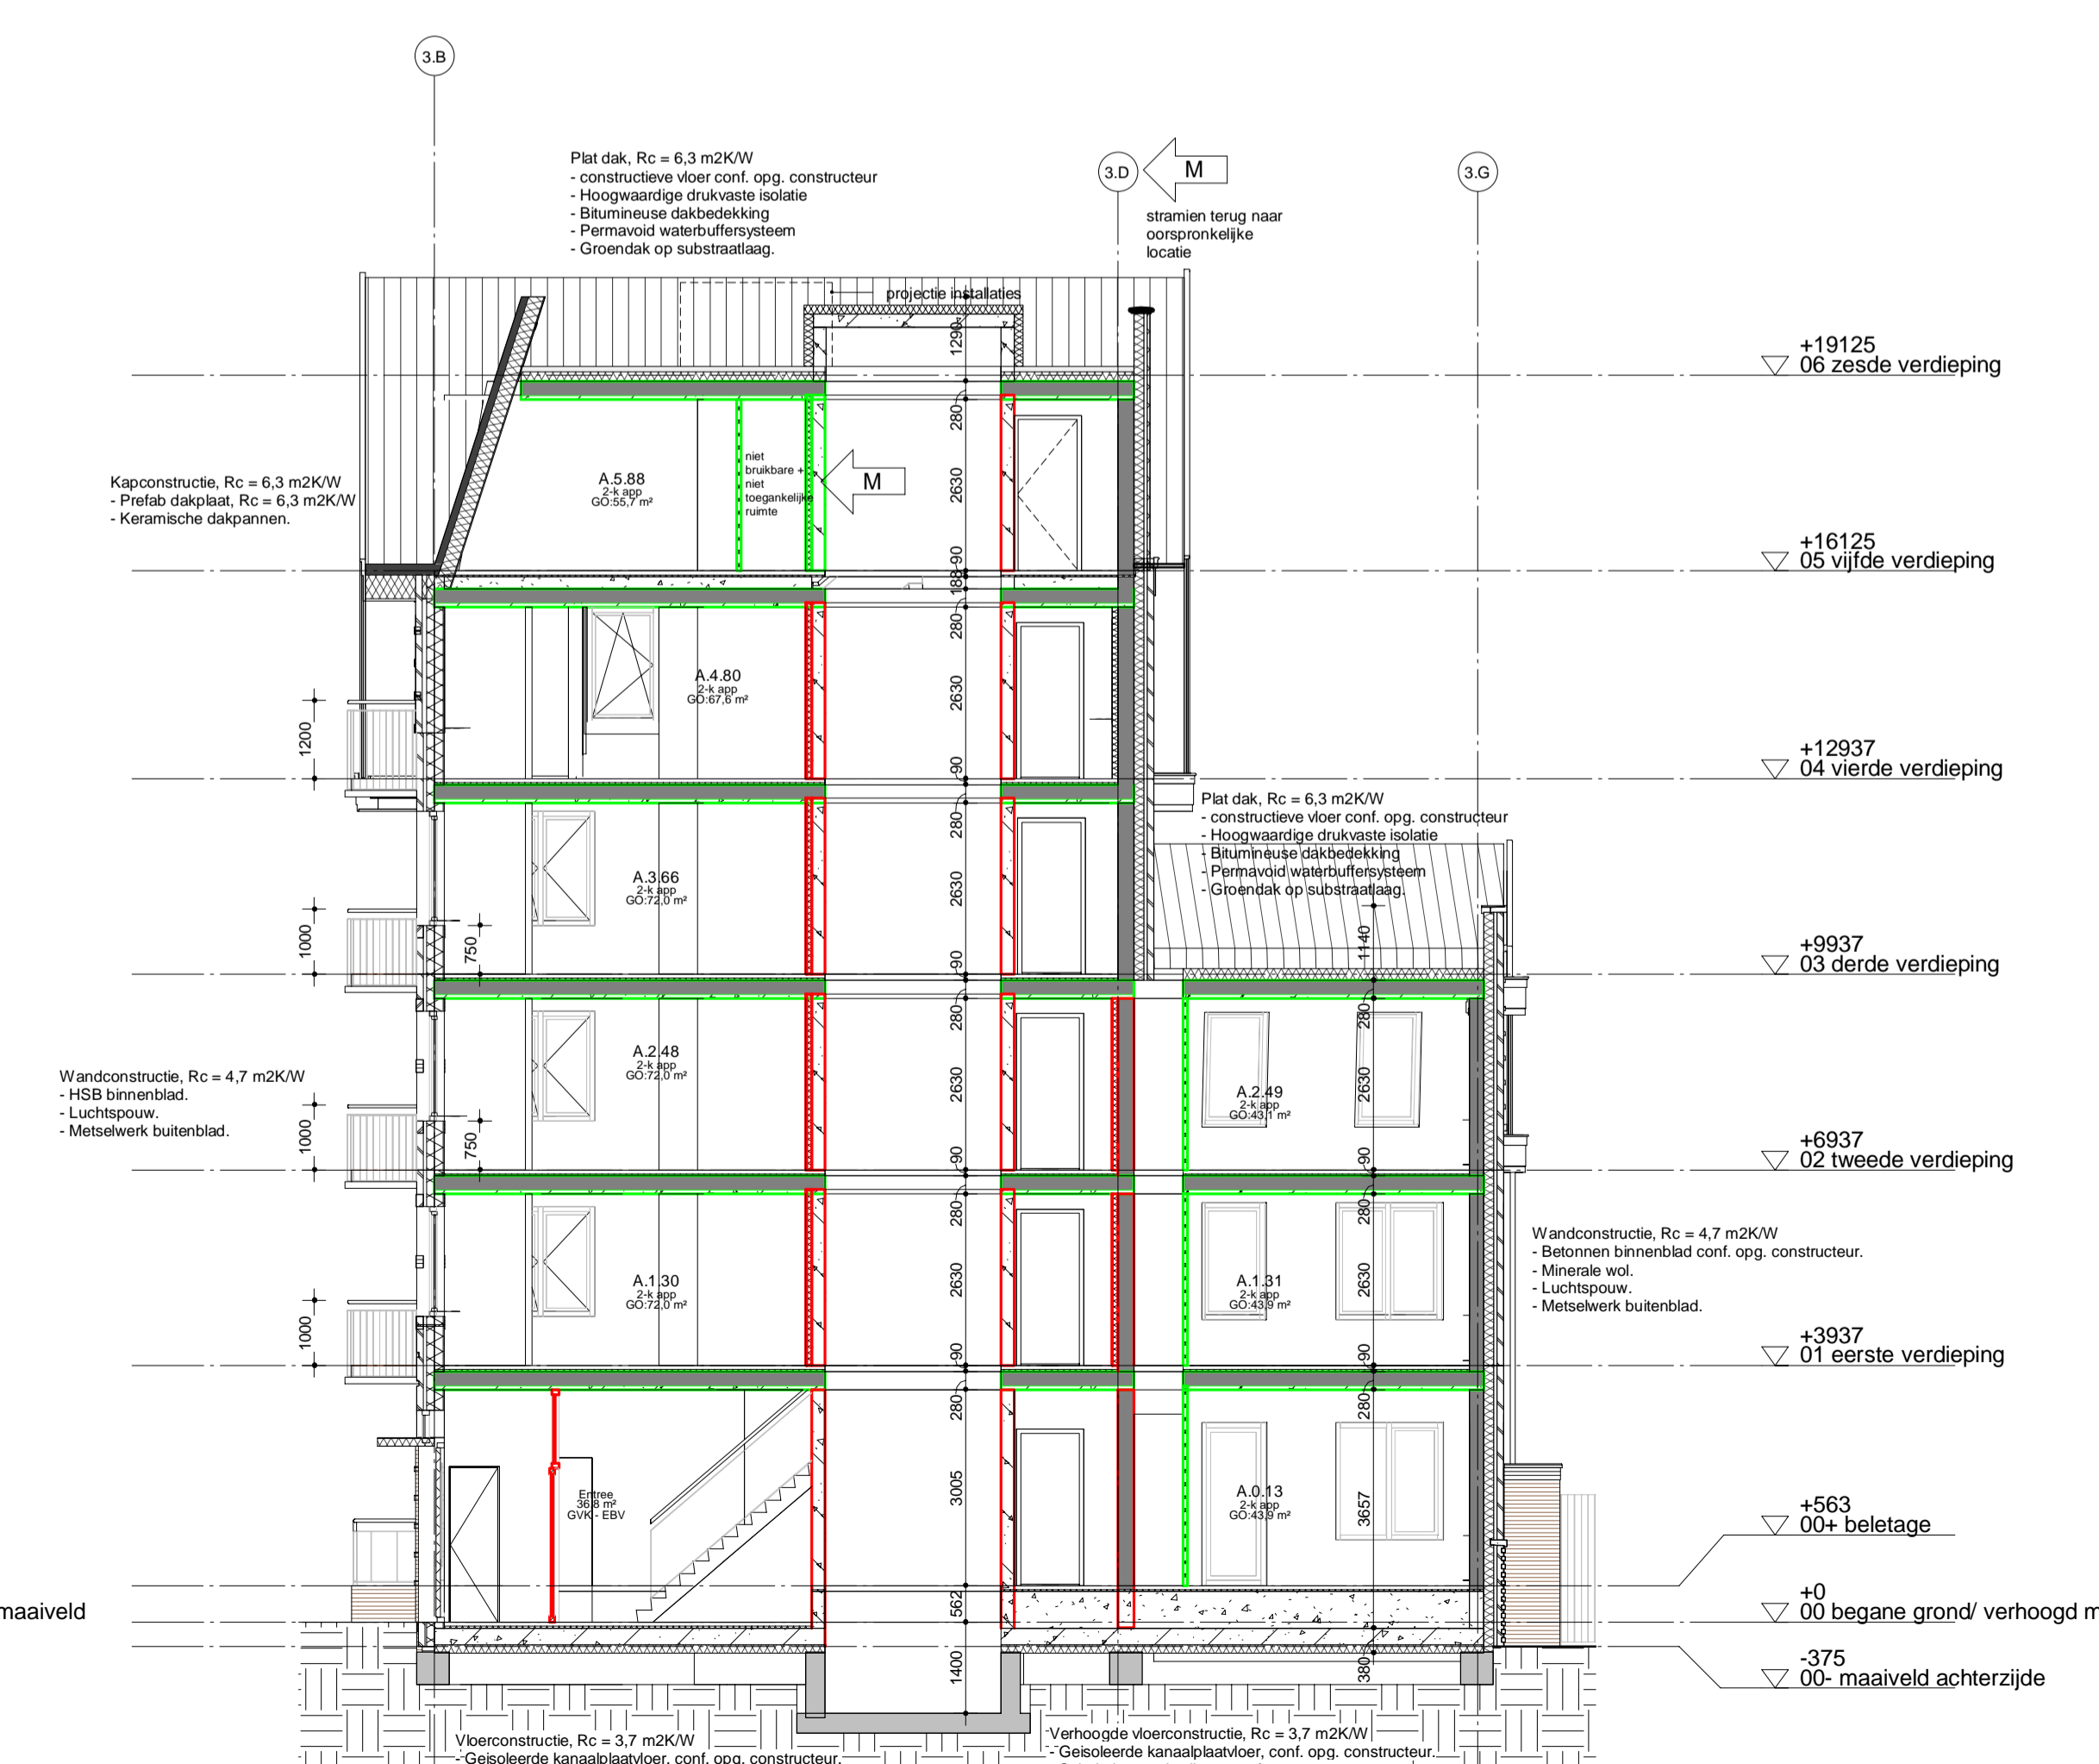 3.B
3.D
M
3.G
Plat dak, Rc = 6,3 m2K/W
- constructieve vloer conf. opg. constructeur
- Hoogwaardige drukvaste isolatie
- Bitumineuse dakbedekking
- Permavoid waterbuffersysteem
- Groendak op substraatlaag.
stramien terug naar
oorspronkelijke
locatie
projectie installaties
1290
+19125
06 zesde verdieping
280
Kapconstructie, Rc = 6,3 m2K/W
- Prefab dakplaat, Rc = 6,3 m2K/W
- Keramische dakpannen.
A.5.88
2-k app
GO:55,7 m²
niet
bruikbare +
niet
toegankelijke
ruimte
M
2630
90
+16125
05 vijfde verdieping
188
280
A.4.80
2-k app
GO:67,6 m²
2630
1200
90
+12937
04 vierde verdieping
280
Plat dak, Rc = 6,3 m2K/W
- constructieve vloer conf. opg. constructeur
- Hoogwaardige drukvaste isolatie
- Bitumineuse dakbedekking
- Permavoid waterbuffersysteem
- Groendak op substraatlaag.
A.3.66
2-k app
GO:72,0 m²
2630
1000
750
90
1140
+9937
03 derde verdieping
280
280
Wandconstructie, Rc = 4,7 m2K/W
- HSB binnenblad.
- Luchtspouw.
- Metselwerk buitenblad.
A.2.48
2-k app
GO:72,0 m²
2630
2630
A.2.49
2-k app
GO:43,1 m²
1000
750
90
90
+6937
02 tweede verdieping
280
280
A.1.30
2-k app
GO:72,0 m²
2630
A.1.31
2-k app
GO:43,9 m²
2630
Wandconstructie, Rc = 4,7 m2K/W
- Betonnen binnenblad conf. opg. constructeur.
- Minerale wol.
- Luchtspouw.
- Metselwerk buitenblad.
1000
90
90
+3937
01 eerste verdieping
280
280
Entree
36,8 m²
GVK - EBV
3005
A.0.13
2-k app
GO:43,9 m²
3657
+563
00+ beletage
maaiveld
562
+0
00 begane grond/ verhoogd m
1400
380
-375
00- maaiveld achterzijde
Vloerconstructie, Rc = 3,7 m2K/W
- Geisoleerde kanaalplaatvloer, conf. opg. constructeur.
Verhoogde vloerconstructie, Rc = 3,7 m2K/W
- Geisoleerde kanaalplaatvloer, conf. opg. constructeur.